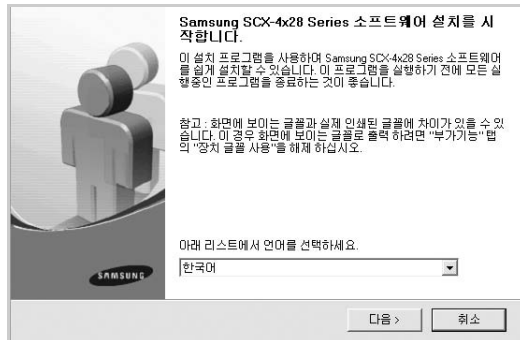 Samsung SCX-4x28 Series 소프트웨어 설치를 시
작합니다.
이 설치 프로그램을 사용하며 Samsung SCX-4x28 Series 소프트웨어
를 쉽게 설치할 수 있습니다. 이 프로그램을 실행하기 전에 모든 실
행중인 프로그램을 종료하는 것이 좋습니다.
참고 : 화면에 보이는 글꼴과 실제 인쇄된 글꼴에 차이가 있을 수 있
습니다. 이 경우 화면에 보이는 글꼴로 출력 하려면 "부가기능" 탭
의 "장치 글꼴 사용"을 해제 하십시오.
아래 리스트에서 언어를 선택하세요.
한국어
SAMSUNG
다음 >
취소